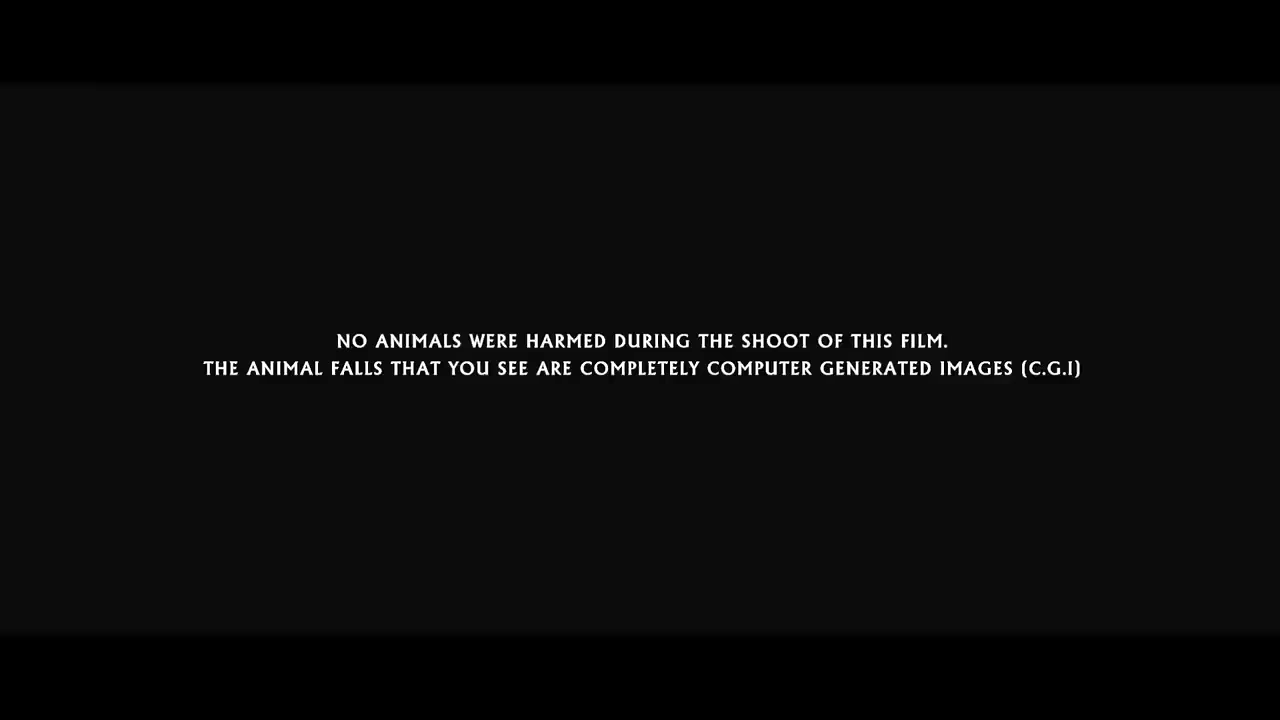 NO ANIMALS WERE HARMED DURING THE SHOOT OF THIS FILM.
THE ANIMAL FALLS THAT YOU SEE ARE COMPLETELY COMPUTER GENERATED IMAGES (C.G.I)